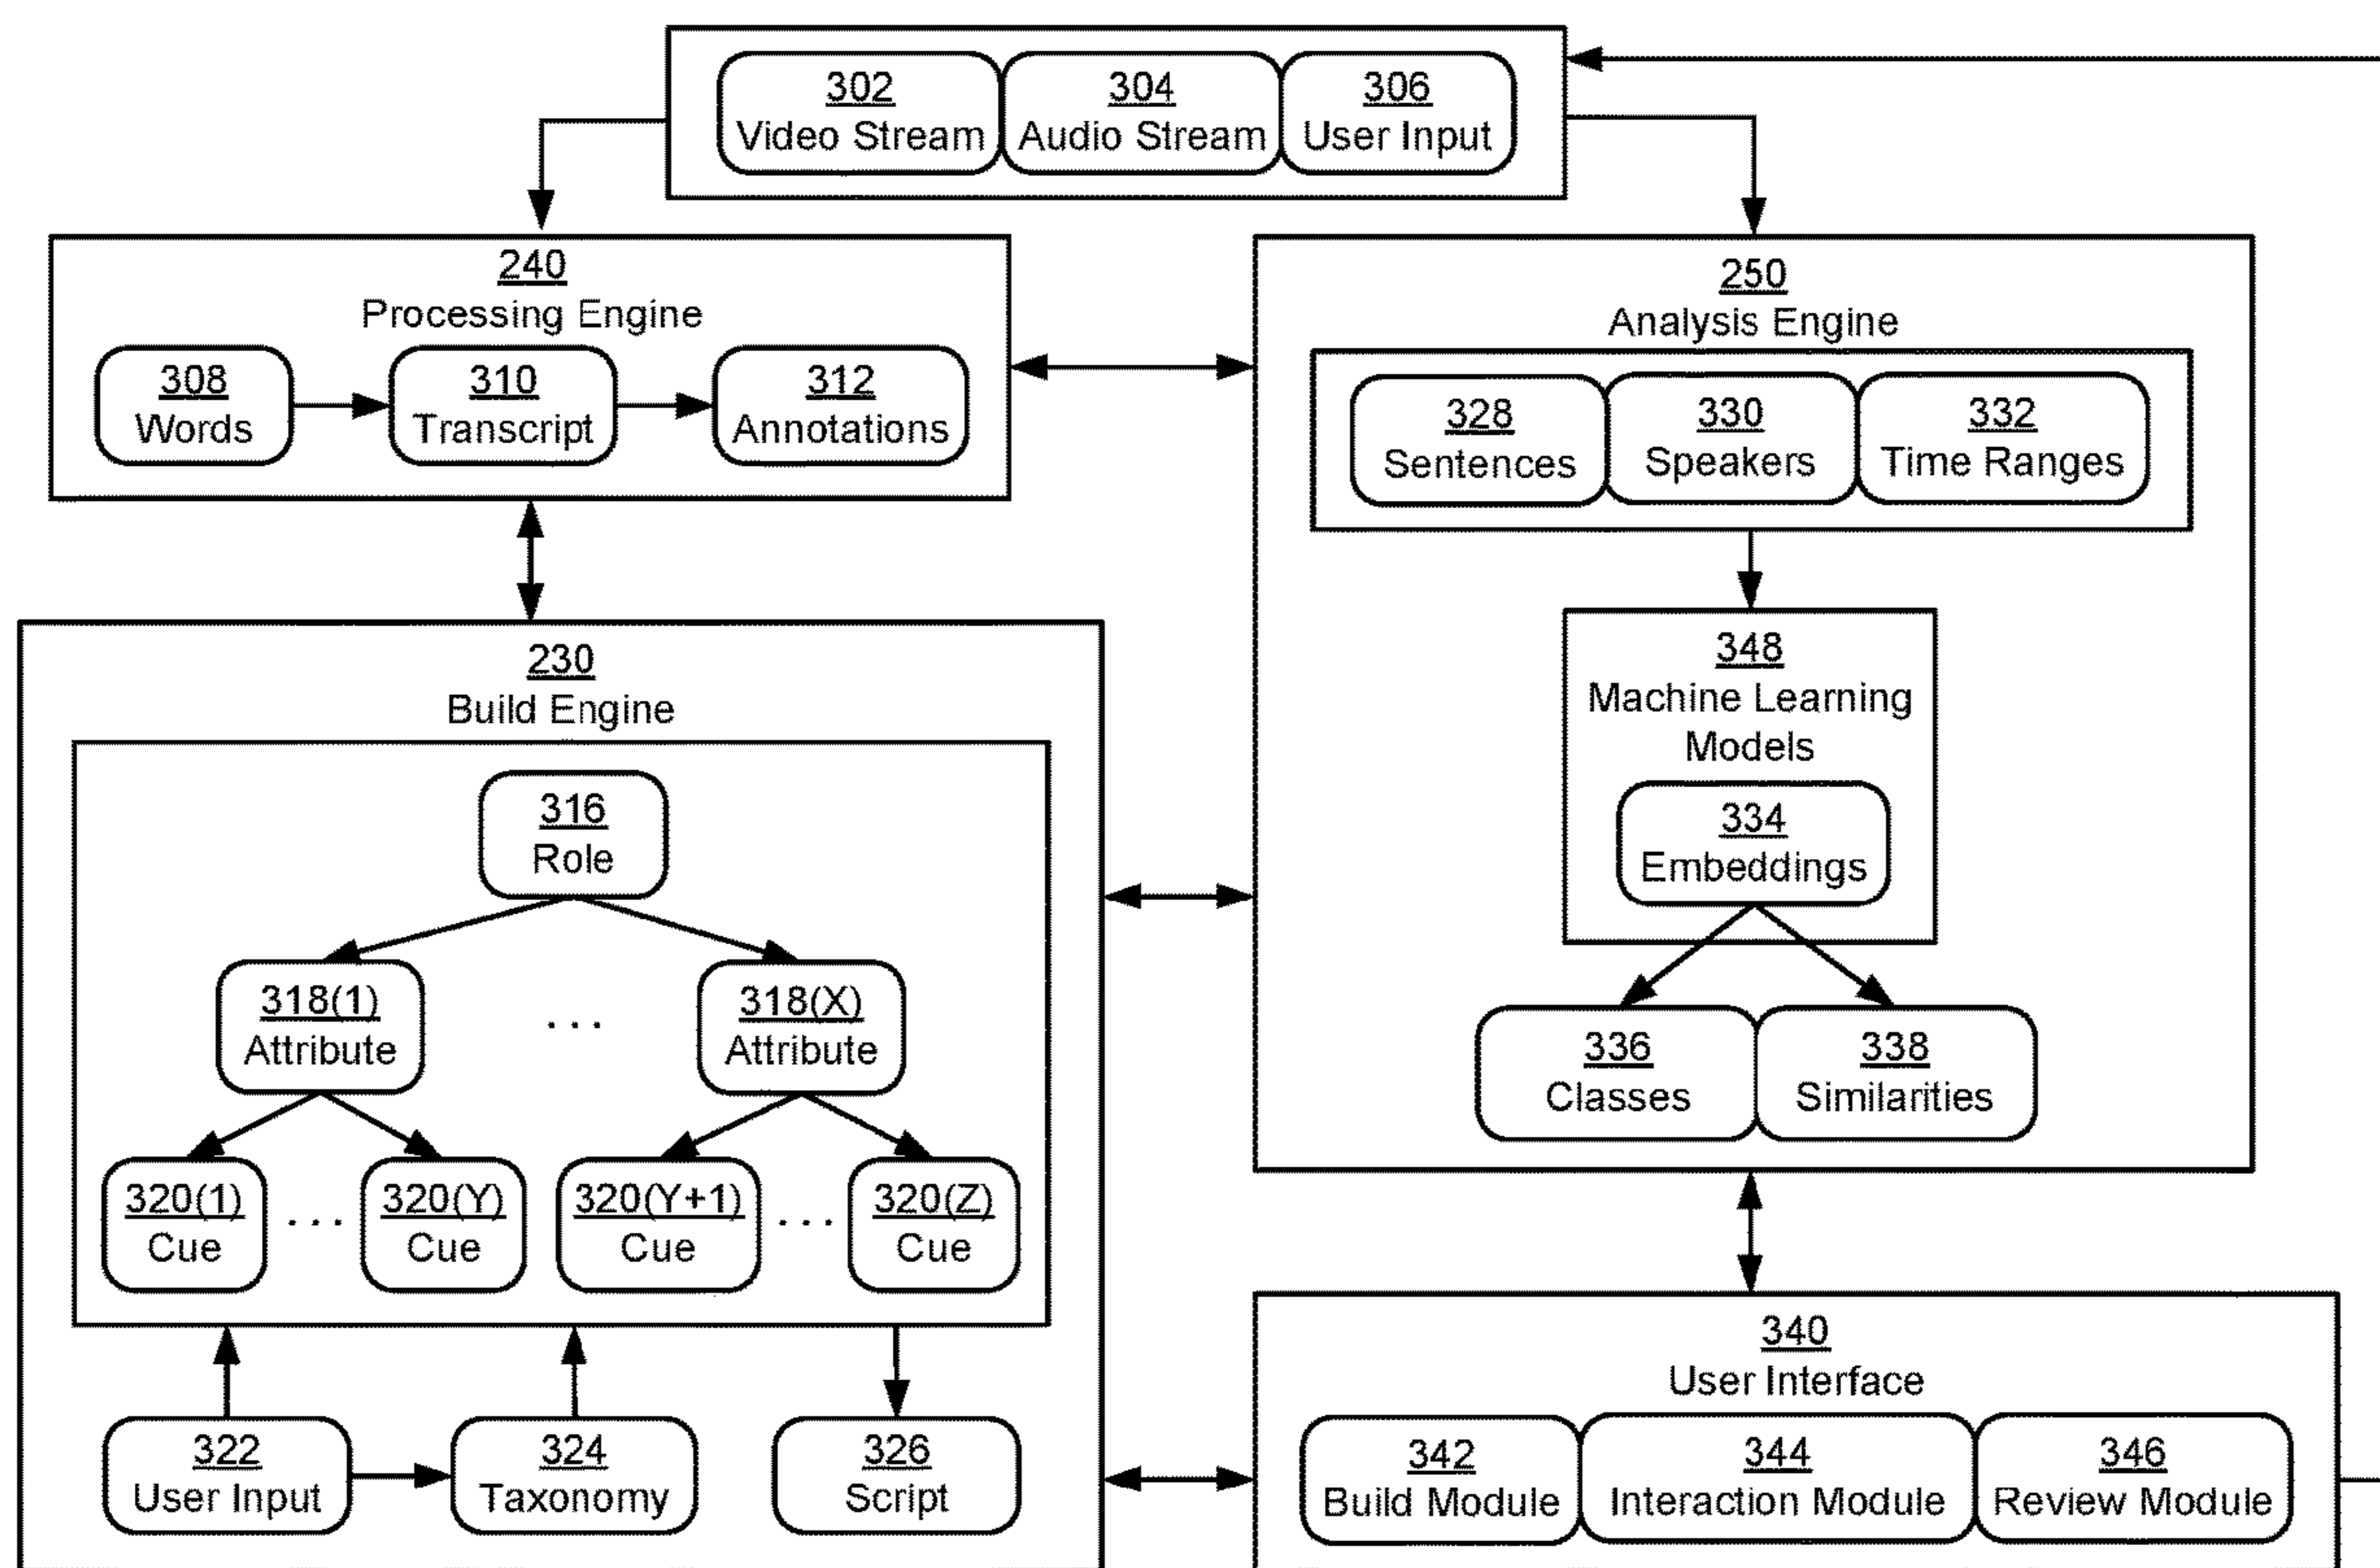 302
Video Stream
304
Audio Stream
306
User Input
240
Processing Engine
308
Words
310
Transcript
312
Annotations
250
Analysis Engine
328
Sentences
330
Speakers
332
Time Ranges
348
Machine Learning
Models
334
Embeddings
336
Classes
338
Similarities
230
Build Engine
316
Role
318(1)
Attribute
. . .
318(X)
Attribute
320(1)
Cue
. . .
320(Y)
Cue
320(Y+1)
Cue
. . .
320(Z)
Cue
322
User Input
324
Taxonomy
326
Script
340
User Interface
342
Build Module
344
Interaction Module
346
Review Module